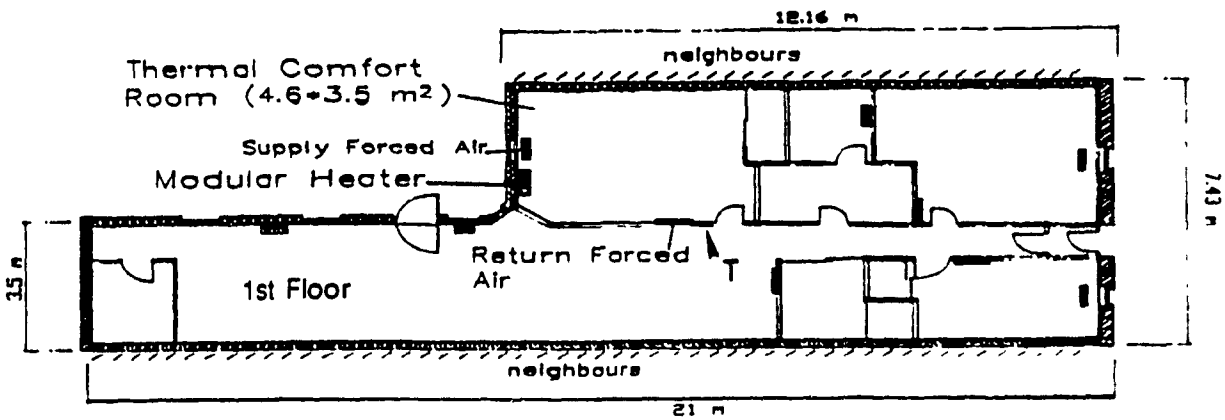 12.16 m
neighbours
Thermal Comfort
Room (4.6*3.5 m²)
Supply Forced Air
Modular Heater
7.43 m
Return Forced
Air
T
3.5 m
1st Floor
neighbours
21 m